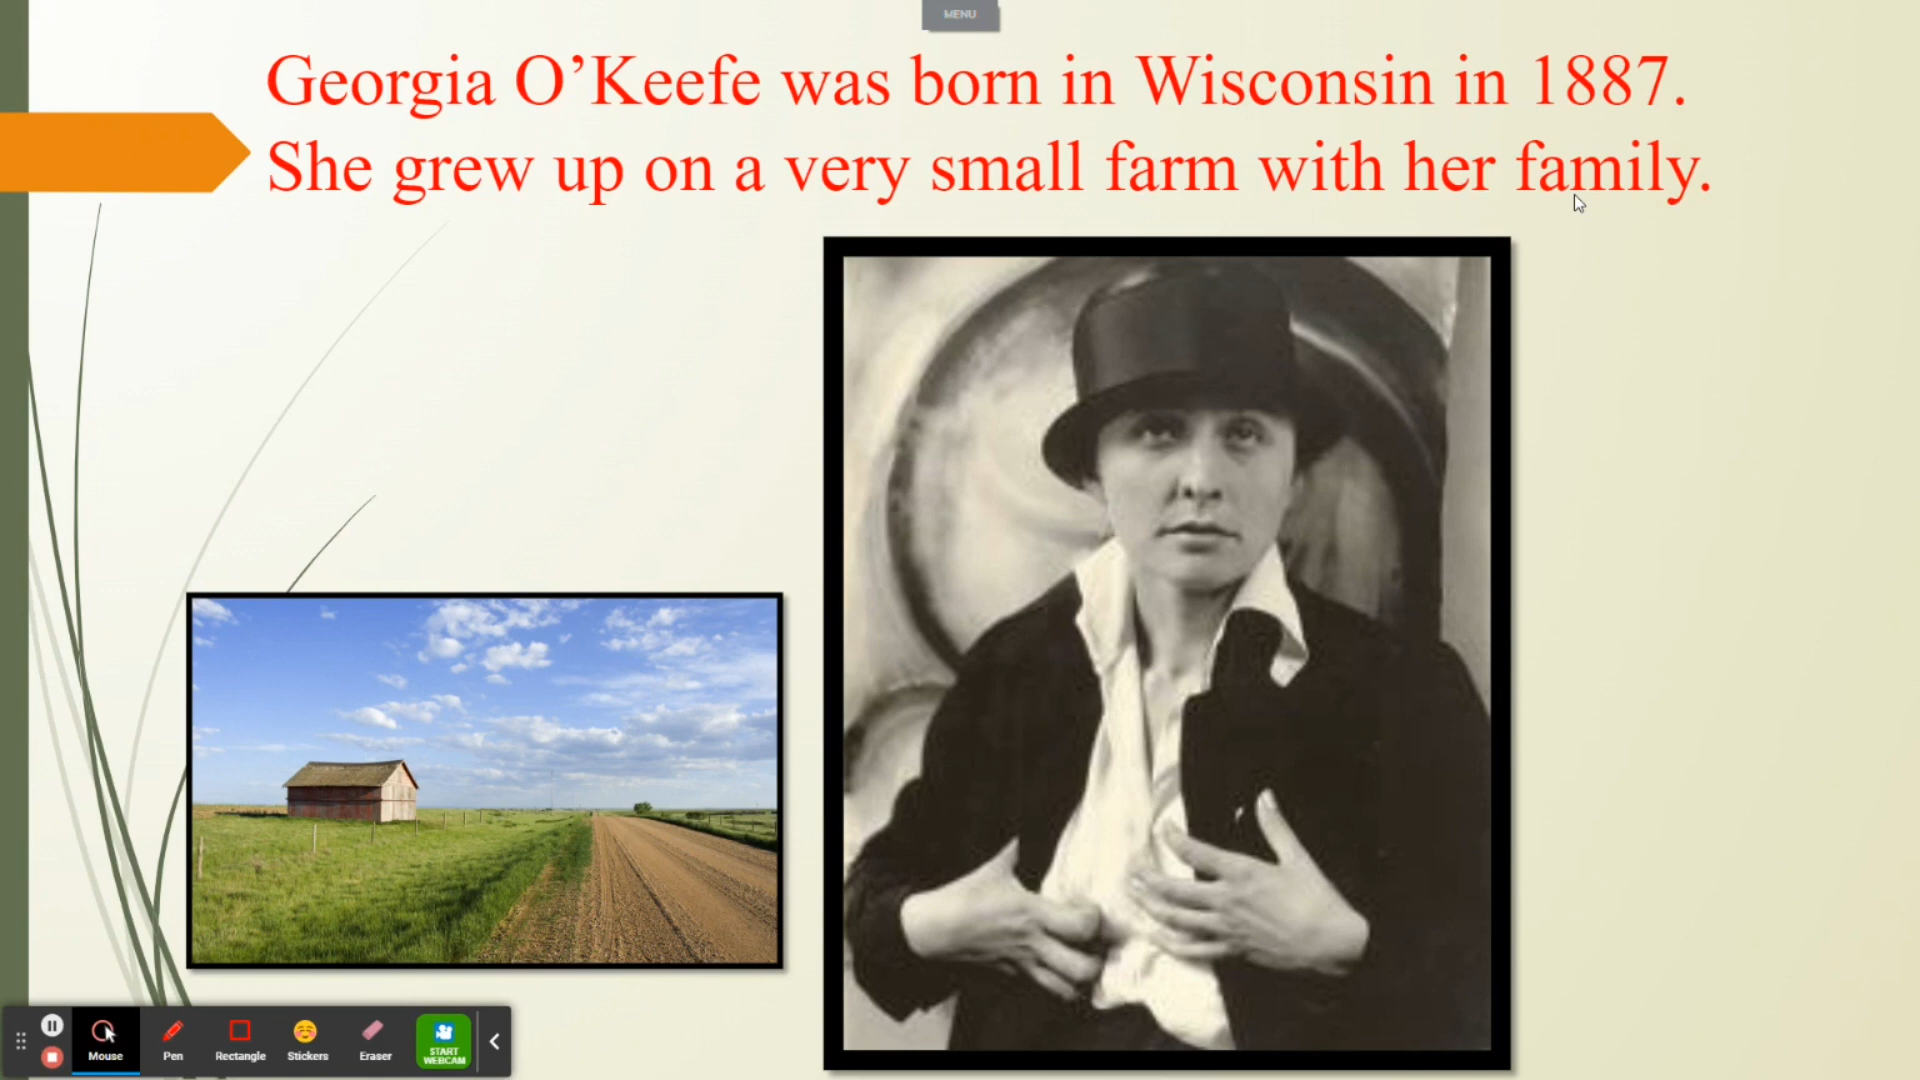 MENU
Georgia O’Keefe was born in Wisconsin in 1887.
She grew up on a very small farm with her family.
Mouse
Pen
Rectangle
Stickers
Eraser
START
WEBCAM